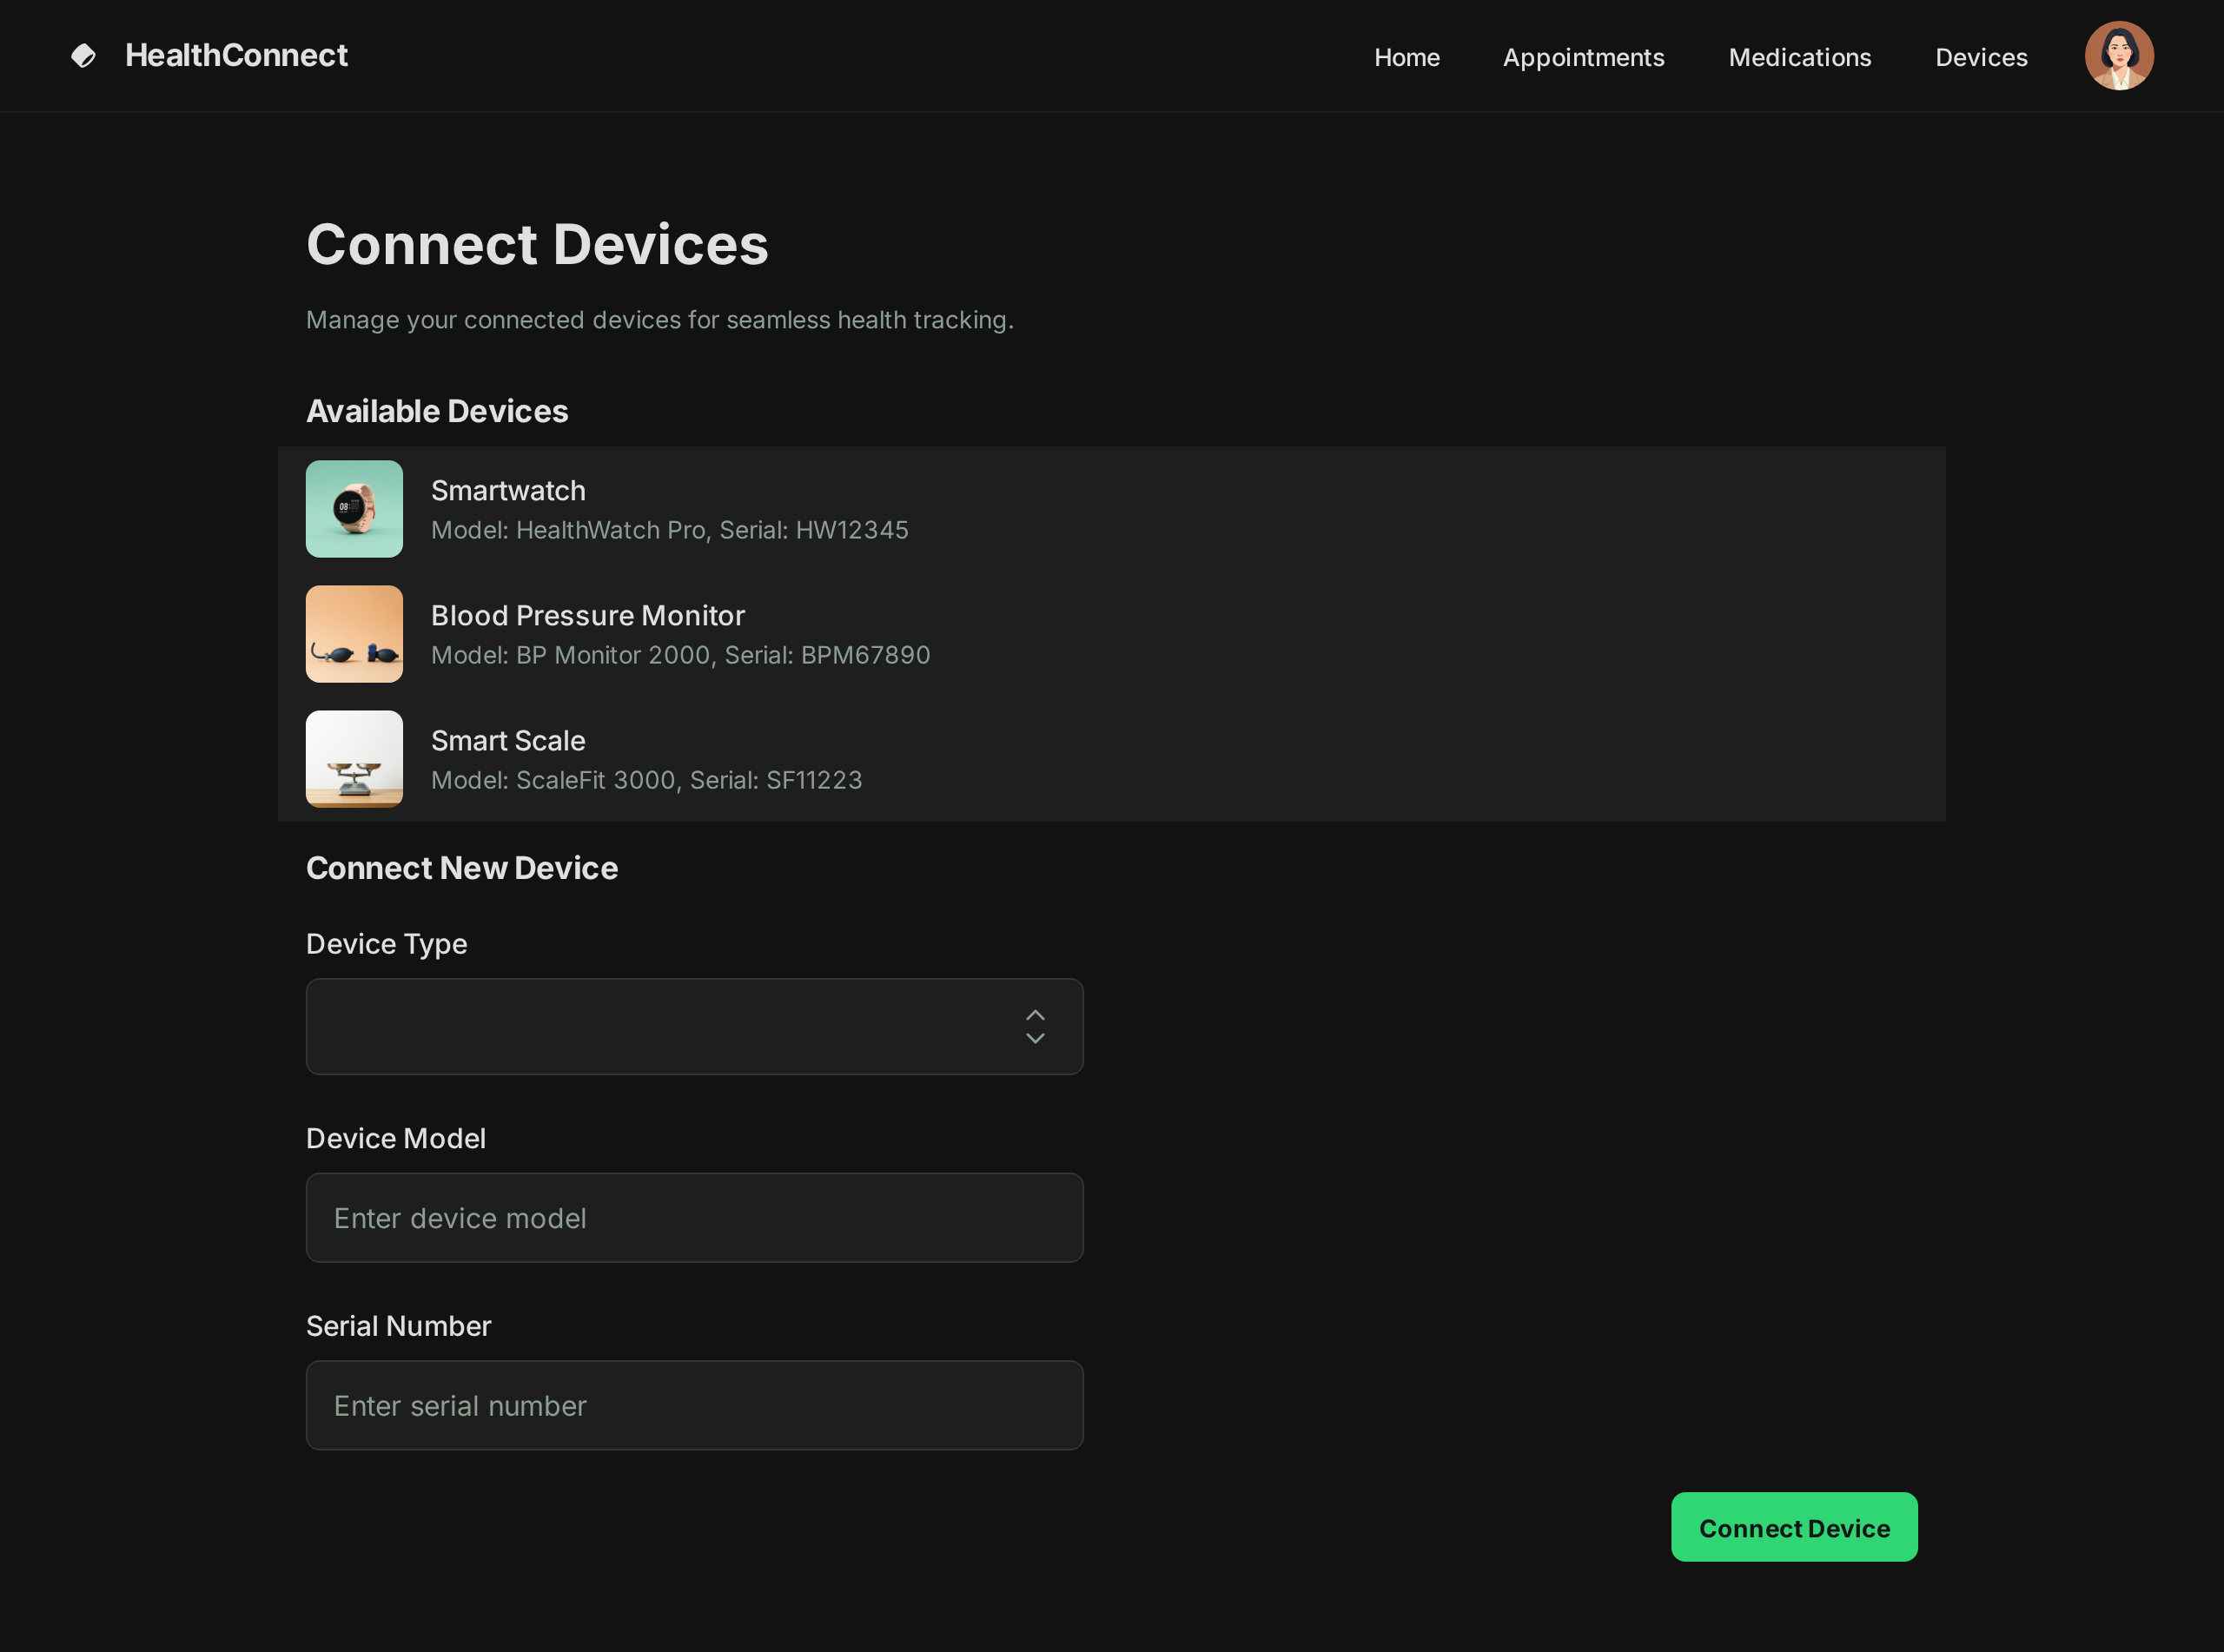 HealthConnect
Home Appointments Medications Devices
Connect Devices
Manage your connected devices for seamless health tracking.
Available Devices
Smartwatch
Model: HealthWatch Pro, Serial: HW12345
Blood Pressure Monitor
Model: BP Monitor 2000, Serial: BPM67890
Smart Scale
Model: ScaleFit 3000, Serial: SF11223
Connect New Device
Device Type
Device Model
Enter device model
Serial Number
Enter serial number
Connect Device